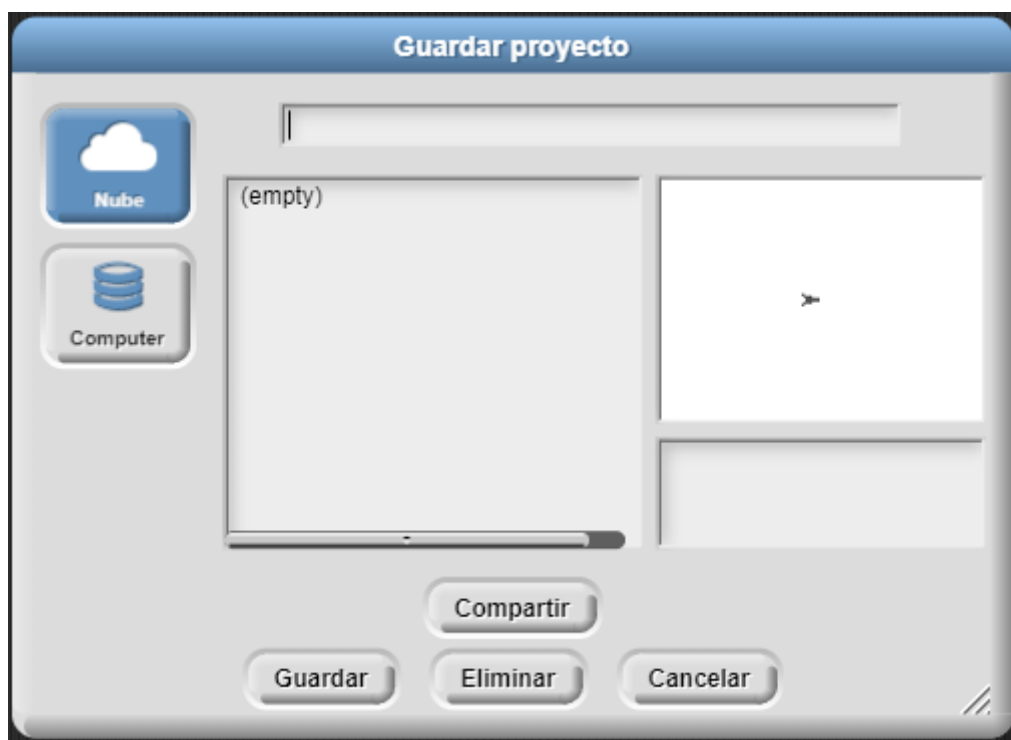 Guardar proyecto
Nube
(empty)
Computer
Compartir
Guardar
Eliminar
Cancelar